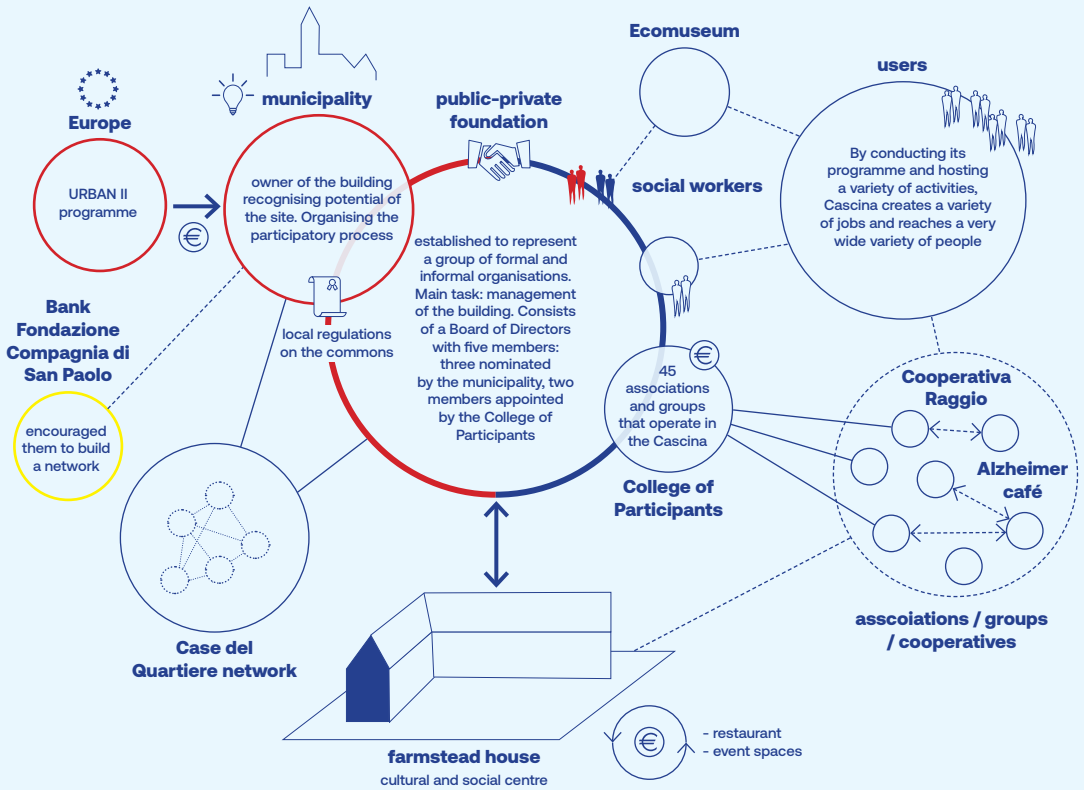 Europe
URBAN II
programme
€
municipality
owner of the building
recognising potential of
the site. Organising the
participatory process
local regulations
on the commons
public-private
foundation
established to represent
a group of formal and
informal organisations.
Main task: management
of the building. Consists
of a Board of Directors
with five members:
three nominated
by the municipality, two
members appointed
by the College of
Participants
Ecomuseum
social workers
users
By conducting its
programme and hosting
a variety of activities,
Cascina creates a variety
of jobs and reaches a very
wide variety of people
Bank
Fondazione
Compagnia di
San Paolo
encouraged
them to build
a network
€
45
associations
and groups
that operate in
the Cascina
College of
Participants
Cooperativa
Raggio
Alzheimer
café
asscoiations / groups
/ cooperatives
Case del
Quartiere network
farmstead house
cultural and social centre
€
- restaurant
- event spaces